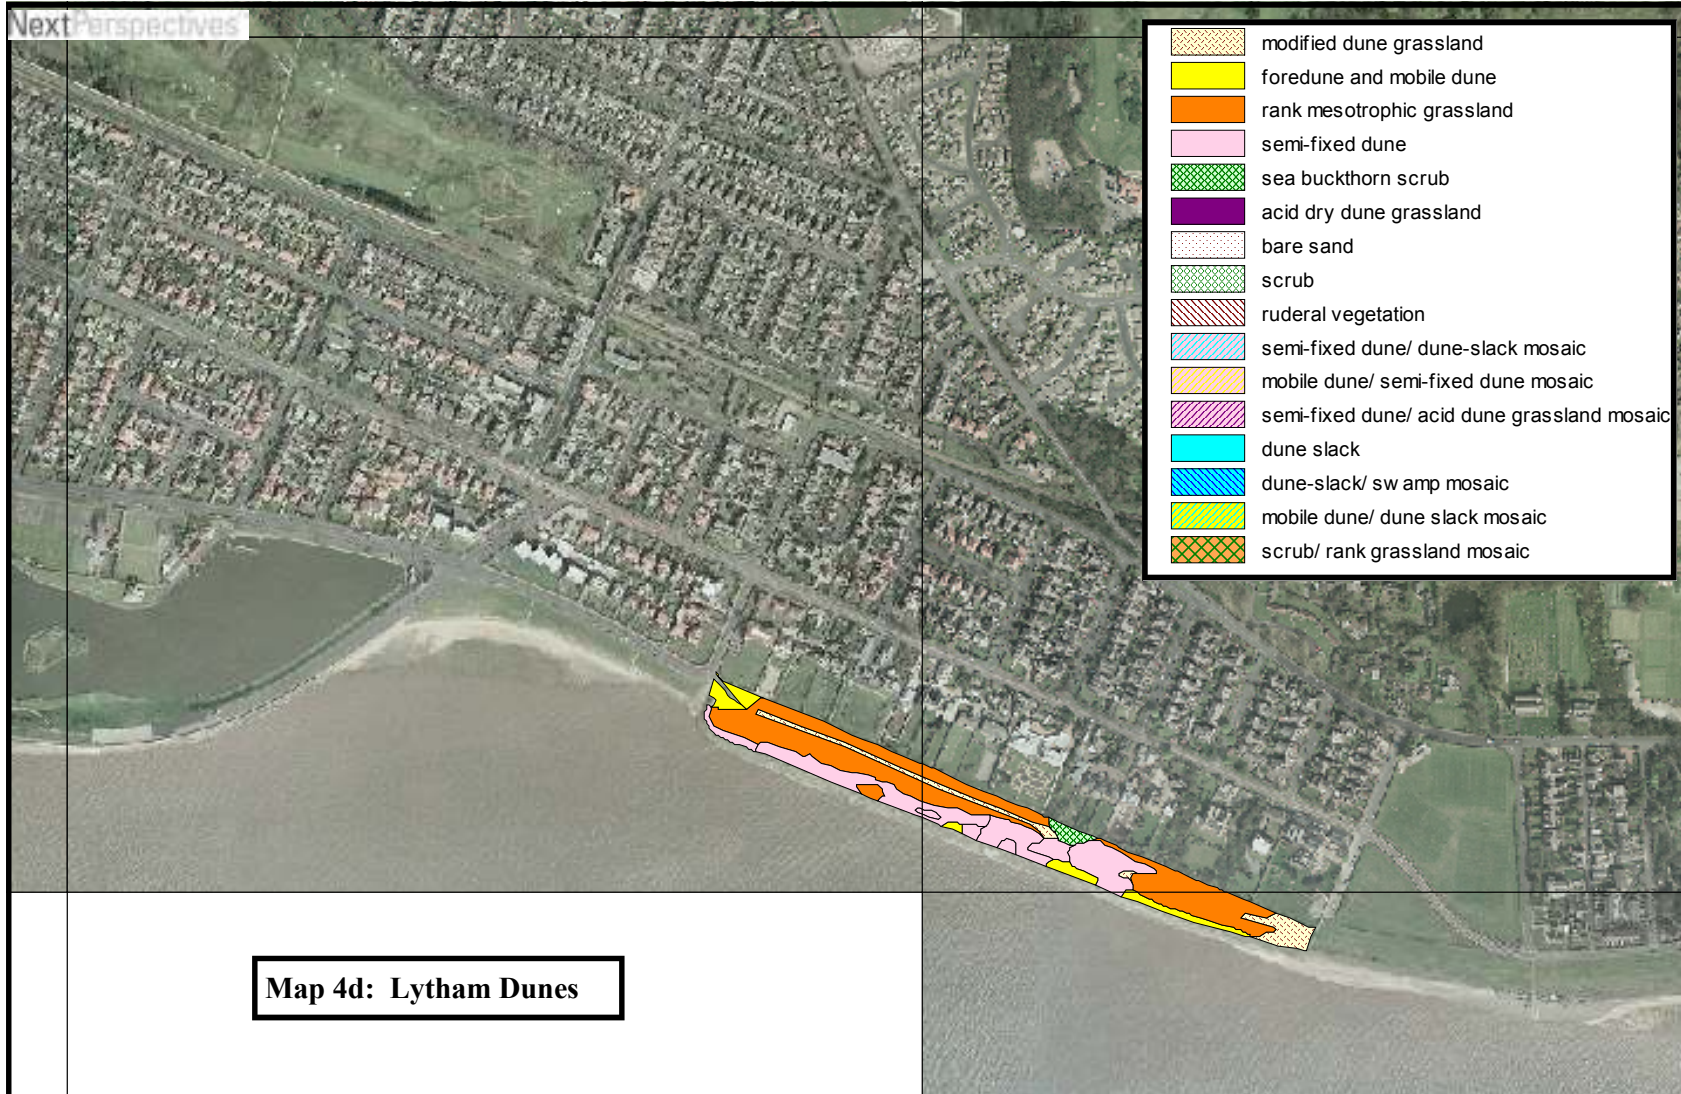 NextPerspectives
modified dune grassland
foredune and mobile dune
rank mesotrophic grassland
semi-fixed dune
sea buckthorn scrub
acid dry dune grassland
bare sand
scrub
ruderal vegetation
semi-fixed dune/ dune-slack mosaic
mobile dune/ semi-fixed dune mosaic
semi-fixed dune/ acid dune grassland mosaic
dune slack
dune-slack/ sw amp mosaic
mobile dune/ dune slack mosaic
scrub/ rank grassland mosaic
Map 4d: Lytham Dunes